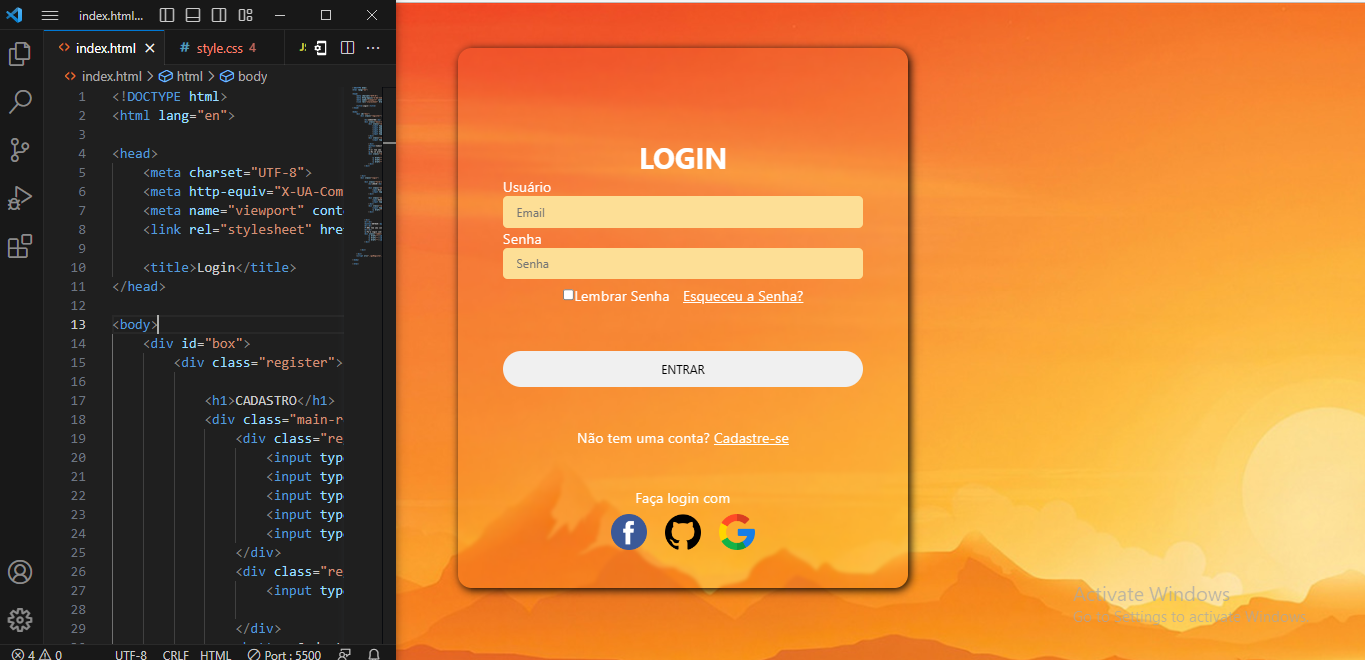 index.html...
index.html
# style.css 4
JS
index.html > html > body
1 <!DOCTYPE html>
2 <html lang="en">
3
4 <head>
5 <meta charset="UTF-8">
6 <meta http-equiv="X-UA-Com
7 <meta name="viewport" cont
8 <link rel="stylesheet" hre
9
10 <title>Login</title>
11 </head>
12
13 <body>
14 <div id="box">
15 <div class="register">
16
17 <h1>CADASTRO</h1>
18 <div class="main-r
19 <div class="re
20 <input typ
21 <input typ
22 <input typ
23 <input typ
24 <input typ
25 </div>
26 <div class="re
27 <input typ
28
29 </div>
4 0 UTF-8 CRLF HTML Port : 5500
LOGIN
Usuário
Email
Senha
Senha
Lembrar Senha Esqueceu a Senha?
ENTRAR
Não tem uma conta? Cadastre-se
Faça login com
Activate Windows
Go to Settings to activate Windows.